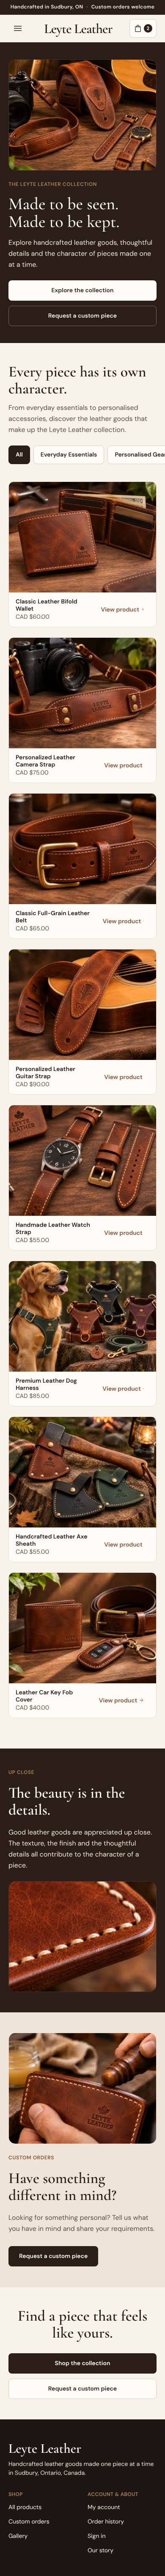 Handcrafted in Sudbury, ON · Custom orders welcome
Leyte Leather
2
THE LEYTE LEATHER COLLECTION
Made to be seen.
Made to be kept.
Explore handcrafted leather goods, thoughtful
details and the character of pieces made one
at a time.
Explore the collection
Request a custom piece
Every piece has its own
character.
From everyday essentials to personalised
accessories, discover the leather goods that
make up the Leyte Leather collection.
All
Everyday Essentials
Personalised Gea
Classic Leather Bifold
Wallet
CAD $60.00
View product
Personalized Leather
Camera Strap
CAD $75.00
View product
Classic Full-Grain Leather
Belt
CAD $65.00
View product
Personalized Leather
Guitar Strap
CAD $90.00
View product
Handmade Leather Watch
Strap
CAD $55.00
View product
Premium Leather Dog
Harness
CAD $85.00
View product
Handcrafted Leather Axe
Sheath
CAD $55.00
View product
Leather Car Key Fob
Cover
CAD $40.00
View product →
UP CLOSE
The beauty is in the
details.
Good leather goods are appreciated up close.
The texture, the finish and the thoughtful
details all contribute to the character of a
piece.
LEYTE
LEATHER
CUSTOM ORDERS
Have something
different in mind?
Looking for something personal? Tell us what
you have in mind and share your requirements.
Request a custom piece
Find a piece that feels
like yours.
Shop the collection
Request a custom piece
Leyte Leather
Handcrafted leather goods made one piece at a time
in Sudbury, Ontario, Canada.
SHOP
All products
Custom orders
Gallery
ACCOUNT & ABOUT
My account
Order history
Sign in
Our story